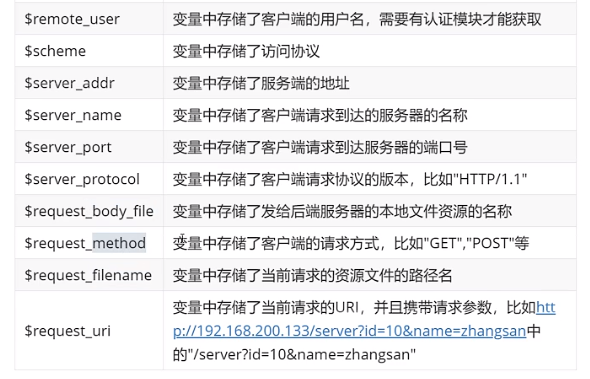 $remote_user 变量中存储了客户端的用户名，需要有认证模块才能获取
$scheme 变量中存储了访问协议
$server_addr 变量中存储了服务端的地址
$server_name 变量中存储了客户端请求到达的服务器的名称
$server_port 变量中存储了客户端请求到达服务器的端口号
$server_protocol 变量中存储了客户端请求协议的版本，比如"HTTP/1.1"
$request_body_file 变量中存储了发给后端服务器的本地文件资源的名称
$request_method 变量中存储了客户端的请求方式，比如"GET","POST"等
$request_filename 变量中存储了当前请求的资源文件的路径名
变量中存储了当前请求的URI，并且携带请求参数，比如htt
$request_uri p://192.168.200.133/server?id=10&name=zhangsan中
的"/server?id=10&name=zhangsan"